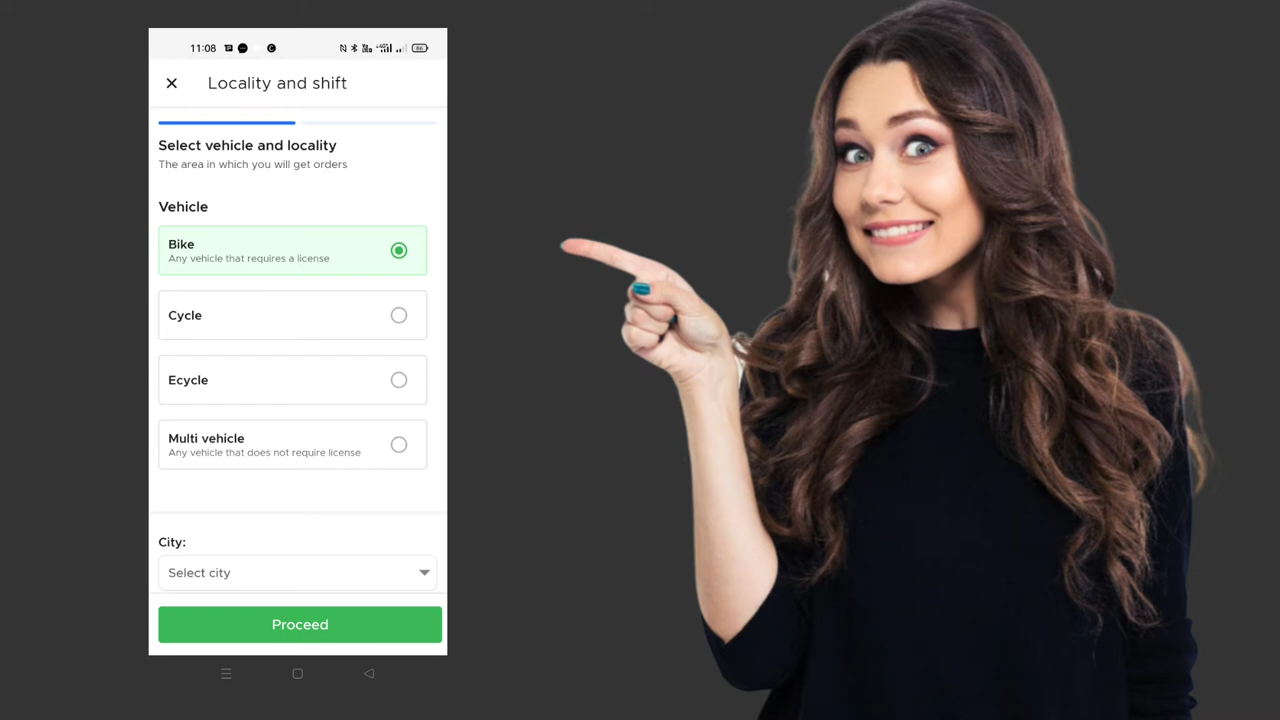 11:08
86
Locality and shift
Select vehicle and locality
The area in which you will get orders
Vehicle
Bike
Any vehicle that requires a license
Cycle
Ecycle
Multi vehicle
Any vehicle that does not require license
City:
Select city
Proceed